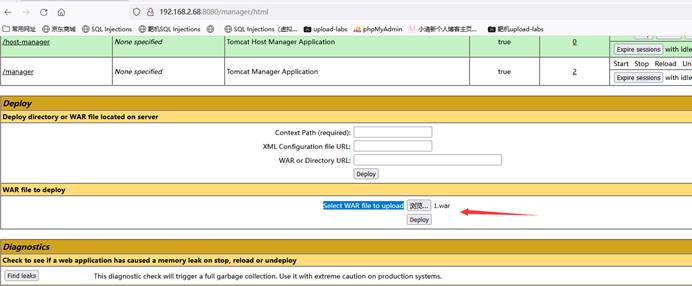 192.168.2.68:8080/manager/html
常用网址 京东商城 SQL Injections 靶机SQL Injections SQL Injections (虚拟... upload-labs phpMyAdmin 小涌新个人博客主页... 靶机upload-labs
/host-manager None specified Tomcat Host Manager Application true 0
Expire sessions with idle
/manager None specified Tomcat Manager Application true 2
Start Stop Reload Un
Expire sessions with idle
Deploy
Deploy directory or WAR file located on server
Context Path (required):
XML Configuration file URL:
WAR or Directory URL:
Deploy
WAR file to deploy
Select WAR file to upload 浏览... 1.war
Deploy
Diagnostics
Check to see if a web application has caused a memory leak on stop, reload or undeploy
Find leaks This diagnostic check will trigger a full garbage collection. Use it with extreme caution on production systems.